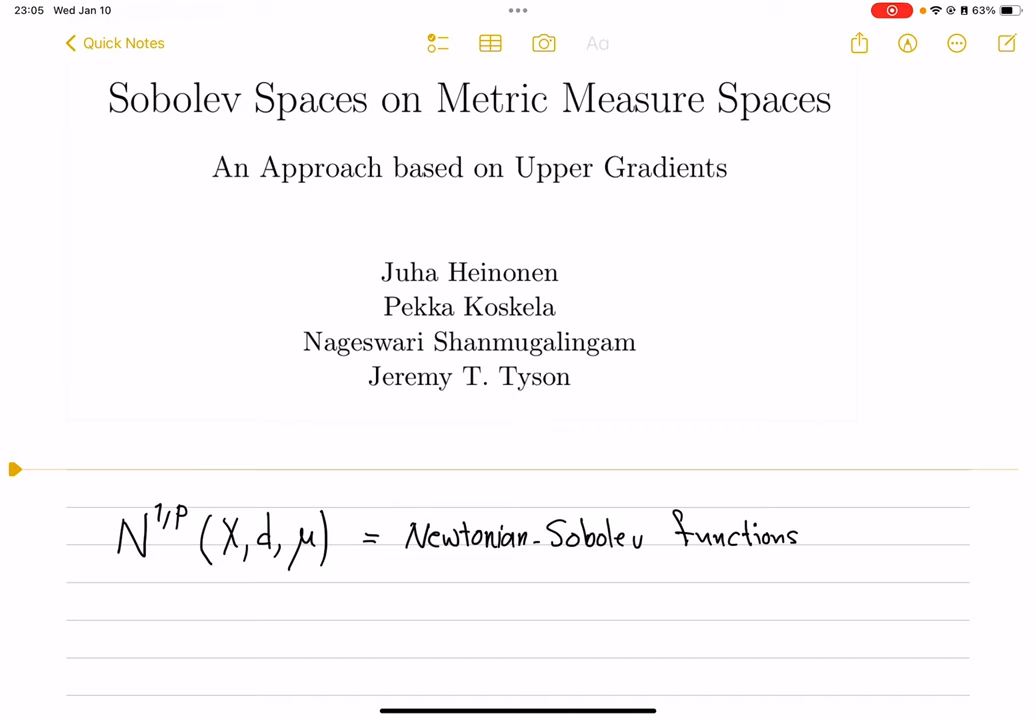 23:05 Wed Jan 10 63%
Quick Notes Aa
Sobolev Spaces on Metric Measure Spaces
An Approach based on Upper Gradients
Juha Heinonen
Pekka Koskela
Nageswari Shanmugalingam
Jeremy T. Tyson
N^{1,p} (X, d, μ) = Newtonian-Sobolev functions